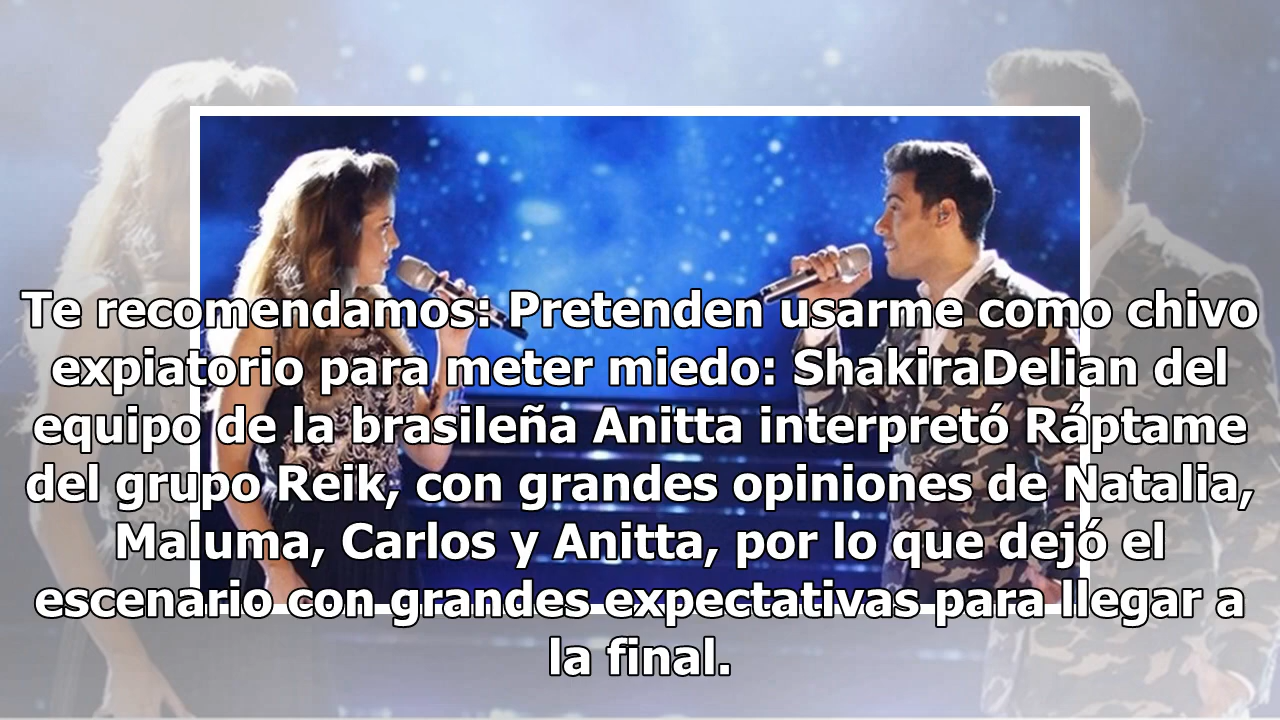 Te recomendamos: Pretenden usarme como chivo
expiatorio para meter miedo: ShakiraDelian del
equipo de la brasileña Anitta interpretó Ráptame
del grupo Reik, con grandes opiniones de Natalia,
Maluma, Carlos y Anitta, por lo que dejó el
escenario con grandes expectativas para llegar a
la final.